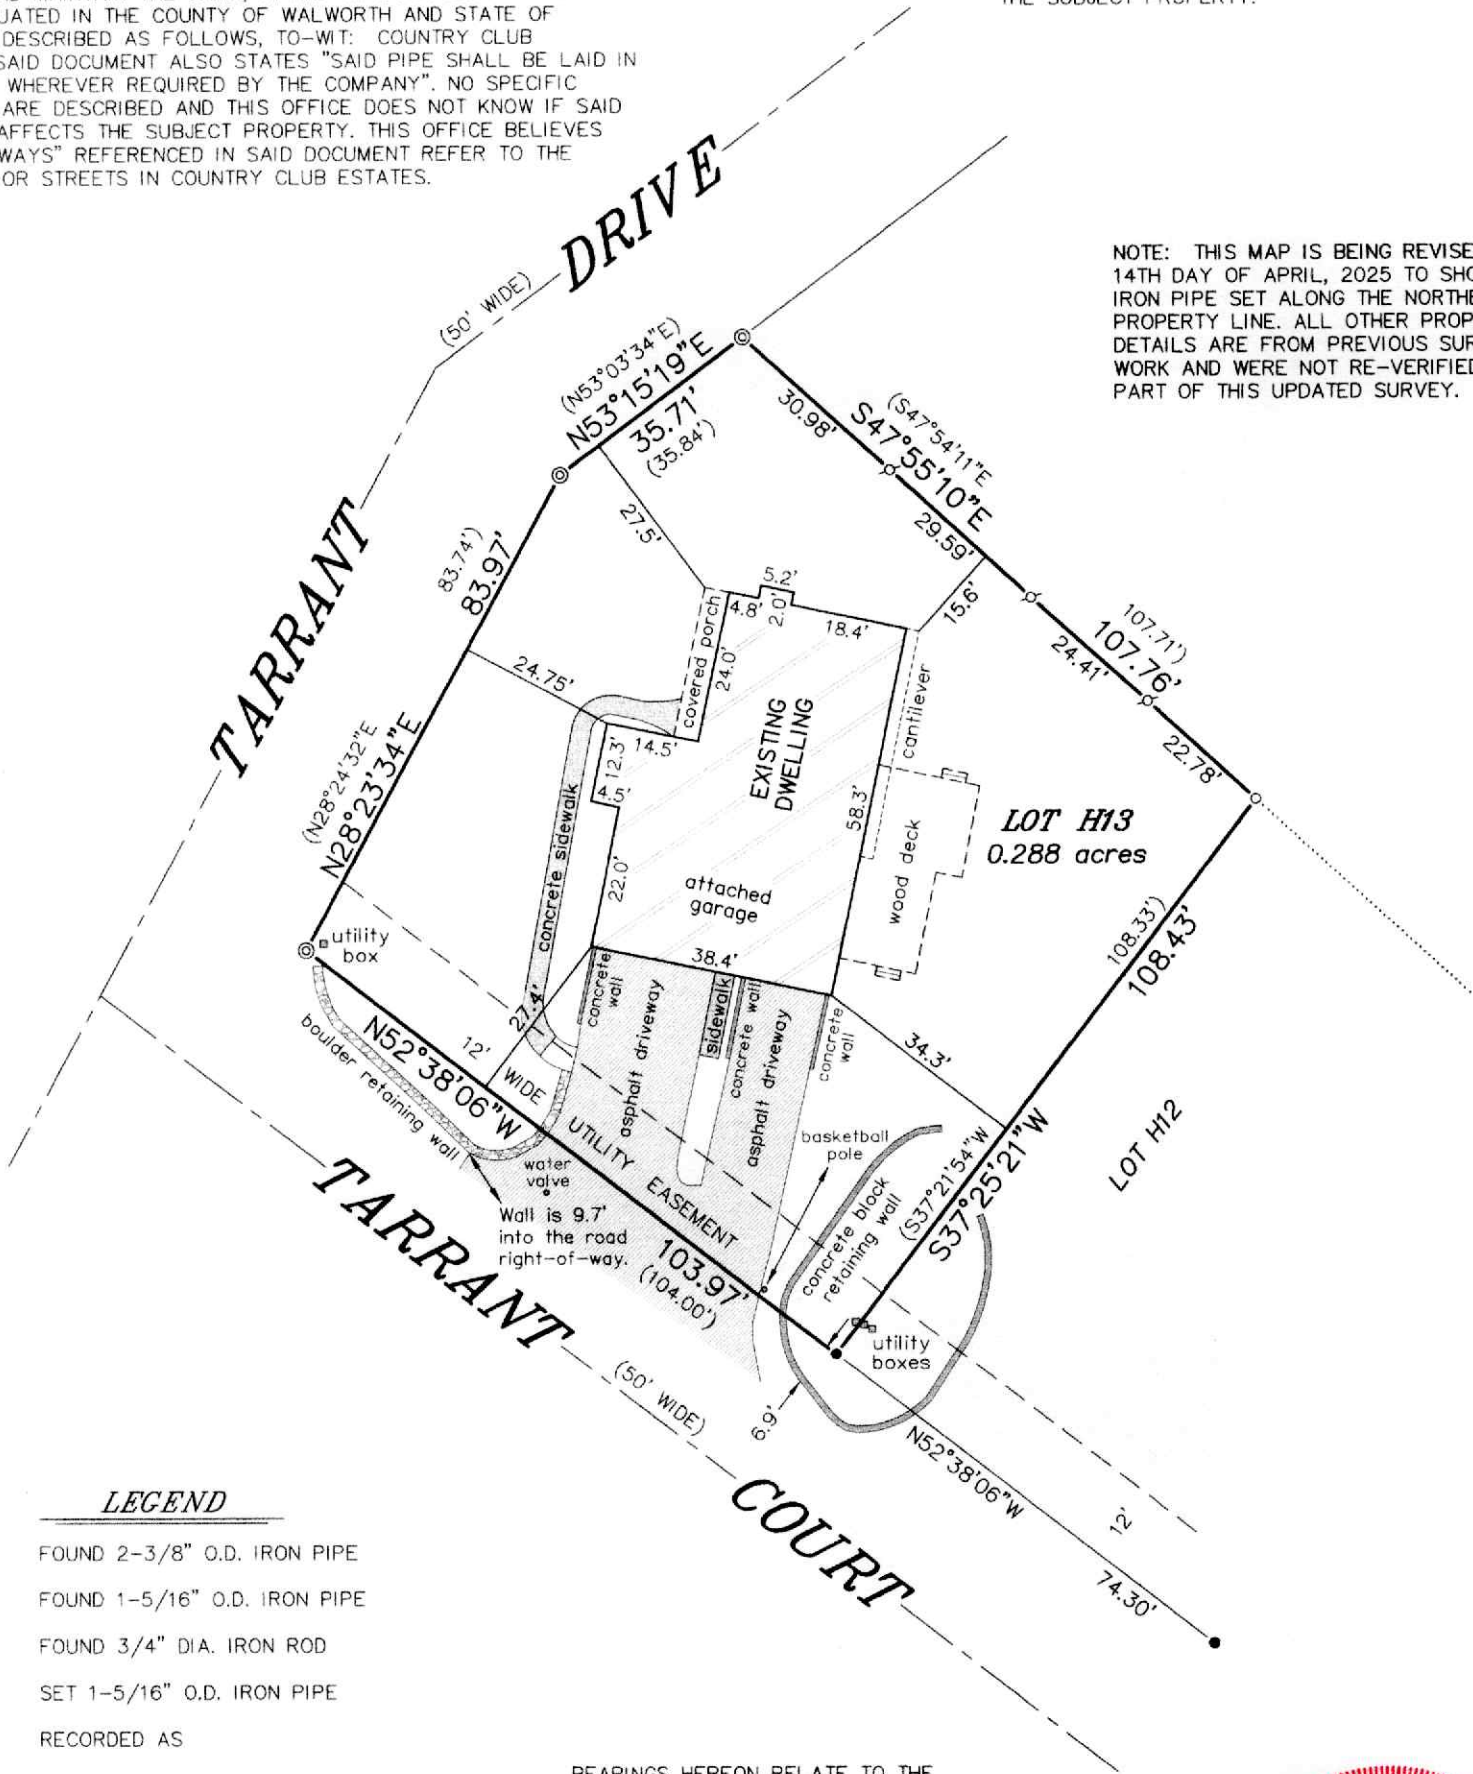 UATED IN THE COUNTY OF WALWORTH AND STATE OF
DESCRIBED AS FOLLOWS, TO-WIT: COUNTRY CLUB
SAID DOCUMENT ALSO STATES "SAID PIPE SHALL BE LAID IN
WHEREVER REQUIRED BY THE COMPANY". NO SPECIFIC
ARE DESCRIBED AND THIS OFFICE DOES NOT KNOW IF SAID
AFFECTS THE SUBJECT PROPERTY. THIS OFFICE BELIEVES
WAYS" REFERENCED IN SAID DOCUMENT REFER TO THE
OR STREETS IN COUNTRY CLUB ESTATES.
THE SUBJECT PROPERTY.
NOTE: THIS MAP IS BEING REVISE
14TH DAY OF APRIL, 2025 TO SHO
IRON PIPE SET ALONG THE NORTHE
PROPERTY LINE. ALL OTHER PROP
DETAILS ARE FROM PREVIOUS SUR
WORK AND WERE NOT RE-VERIFIED
PART OF THIS UPDATED SURVEY.
TARRANT
(50' WIDE)
DRIVE
(N53°03'34"E)
N53°15'19"E
35.71'
(35.84')
30.98'
(S47°54'11"E
S47°55'10"E
29.59'
107.71')
107.76'
24.41'
22.78'
83.74')
83.97'
(N28°24'32"E
N28°23'34"E
27.5'
24.75'
15.6'
5.2'
4.8'
2.0'
18.4'
covered porch
24.0'
cantilever
14.5'
12.3'
4.5'
22.0'
58.3'
EXISTING
DWELLING
concrete sidewalk
attached
garage
wood deck
LOT H13
0.288 acres
38.4'
utility
box
concrete
wall
asphalt driveway
sidewalk
concrete wall
asphalt driveway
concrete
wall
27.4'
34.3'
108.33')
108.43'
(S37°21'54"W
S37°25'21"W
LOT H12
boulder retaining wall
N52°38'06"W
12'
WIDE
UTILITY
EASEMENT
103.97'
(104.00')
water
valve
Wall is 9.7'
into the road
right-of-way.
basketball
pole
concrete block
retaining wall
utility
boxes
6.9'
TARRANT
(50' WIDE)
COURT
N52°38'06"W
12'
74.30'
LEGEND
FOUND 2-3/8" O.D. IRON PIPE
FOUND 1-5/16" O.D. IRON PIPE
FOUND 3/4" DIA. IRON ROD
SET 1-5/16" O.D. IRON PIPE
RECORDED AS
BEARINGS HEREON RELATE TO THE